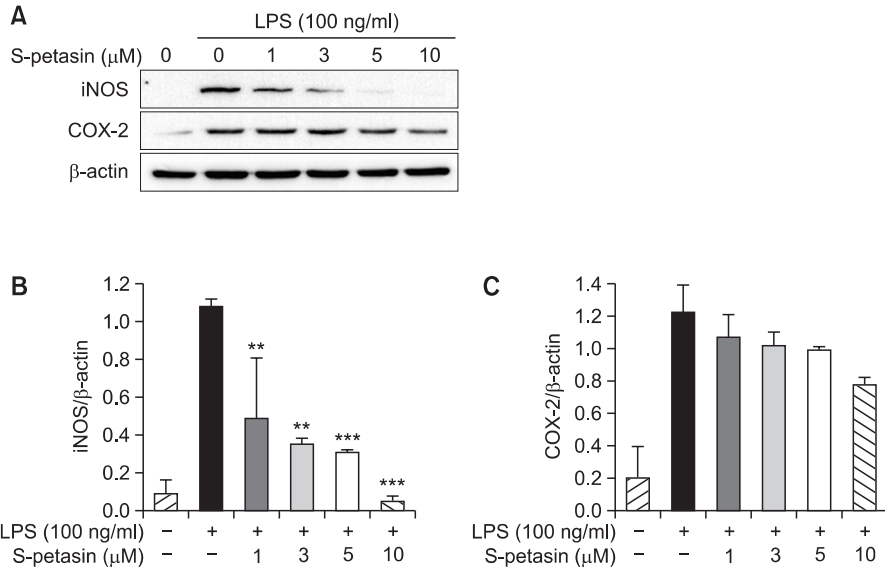 A
LPS (100 ng/ml)
S-petasin (μM) 0 0 1 3 5 10
iNOS
COX-2
β-actin
B
iNOS/β-actin
1.2
1.0
0.8
0.6
0.4
0.2
0.0
** ** *** ***
LPS (100 ng/ml) − + + + + +
S-petasin (μM) − − 1 3 5 10
C
COX-2/β-actin
1.4
1.2
1.0
0.8
0.6
0.4
0.2
0.0
LPS (100 ng/ml) − + + + + +
S-petasin (μM) − − 1 3 5 10